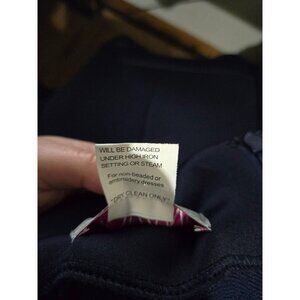 WILL BE DAMAGED
UNDER HIGH IRON
SETTING OR STEAM
For non-beaded or
embroidery dresses
*DRY CLEAN ONLY*